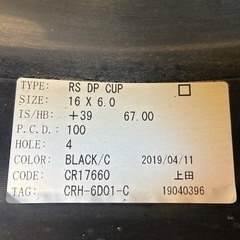 TYPE: RS DP CUP
SIZE: 16 X 6.0
IS/HB: +39 67.00
P.C.D.: 100
HOLE: 4
COLOR: BLACK/C 2019/04/11
CODE: CR17660 上田
TAG: CRH-6D01-C 19040396